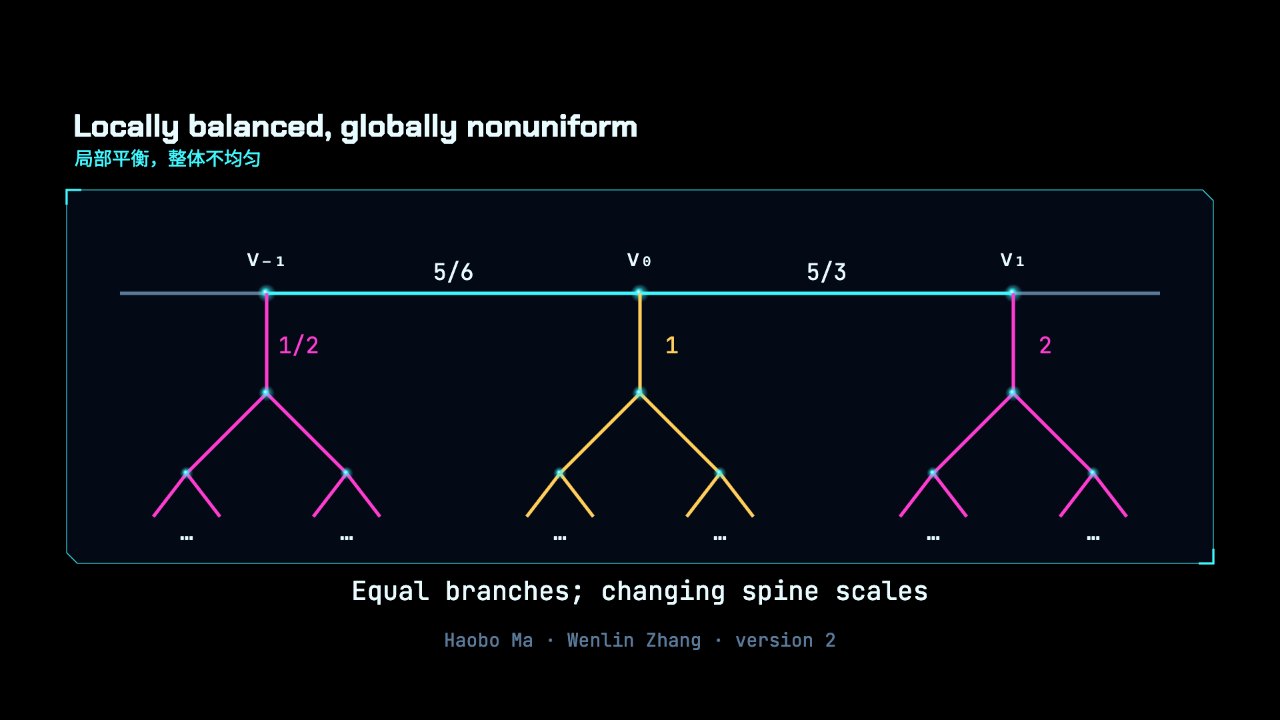 Locally balanced, globally nonuniform
局部平衡，整体不均匀
V₋₁ 5/6 V₀ 5/3 V₁
1/2 1 2
… … … … … …
Equal branches; changing spine scales
Haobo Ma · Wenlin Zhang · version 2